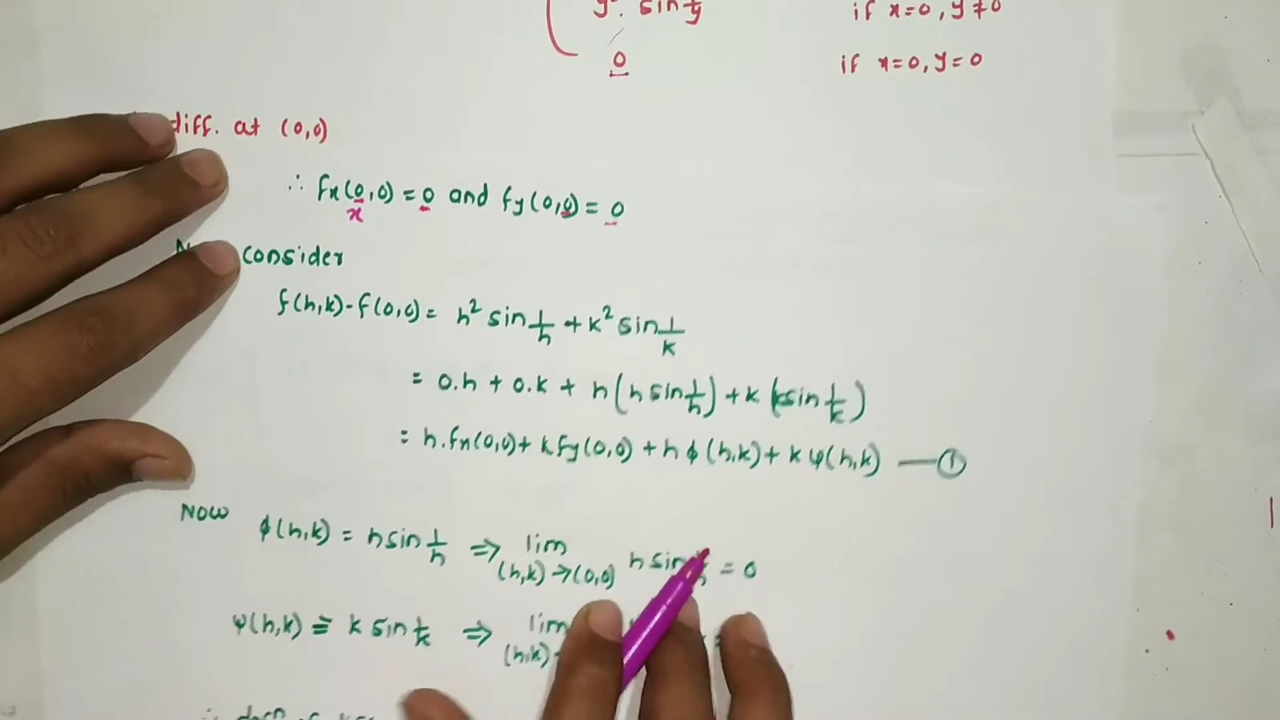 sin 1/y if x=0, y≠0
0 if x=0, y=0
diff. at (0,0)
∴ fx(0,0) = 0 and fy(0,0) = 0
x
consider
f(h,k)-f(0,0) = h² sin 1/h + k² sin 1/k
= 0.h + 0.k + h(h sin 1/h) + k(k sin 1/k)
= h.fx(0,0) + k fy(0,0) + h φ(h,k) + k ψ(h,k) —①
Now φ(h,k) = h sin 1/h ⇒ lim (h,k)→(0,0) h sin = 0
ψ(h,k) = k sin 1/k ⇒ lim (h,k)